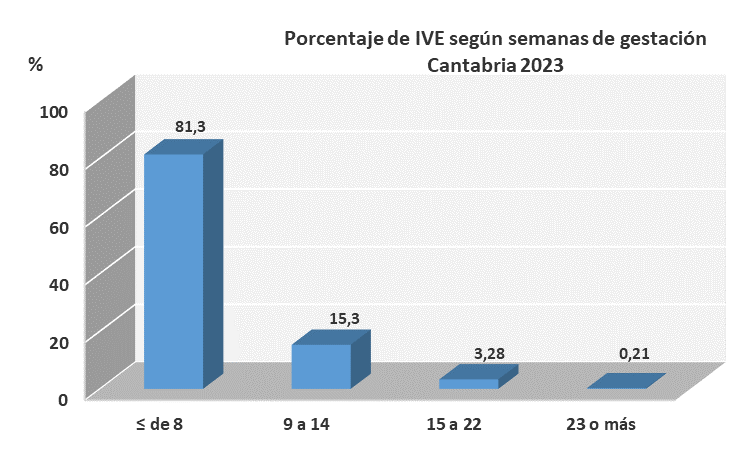 Porcentaje de IVE según semanas de gestación
Cantabria 2023
%
100
80
60
40
20
0
81,3
15,3
3,28
0,21
≤ de 8
9 a 14
15 a 22
23 o más